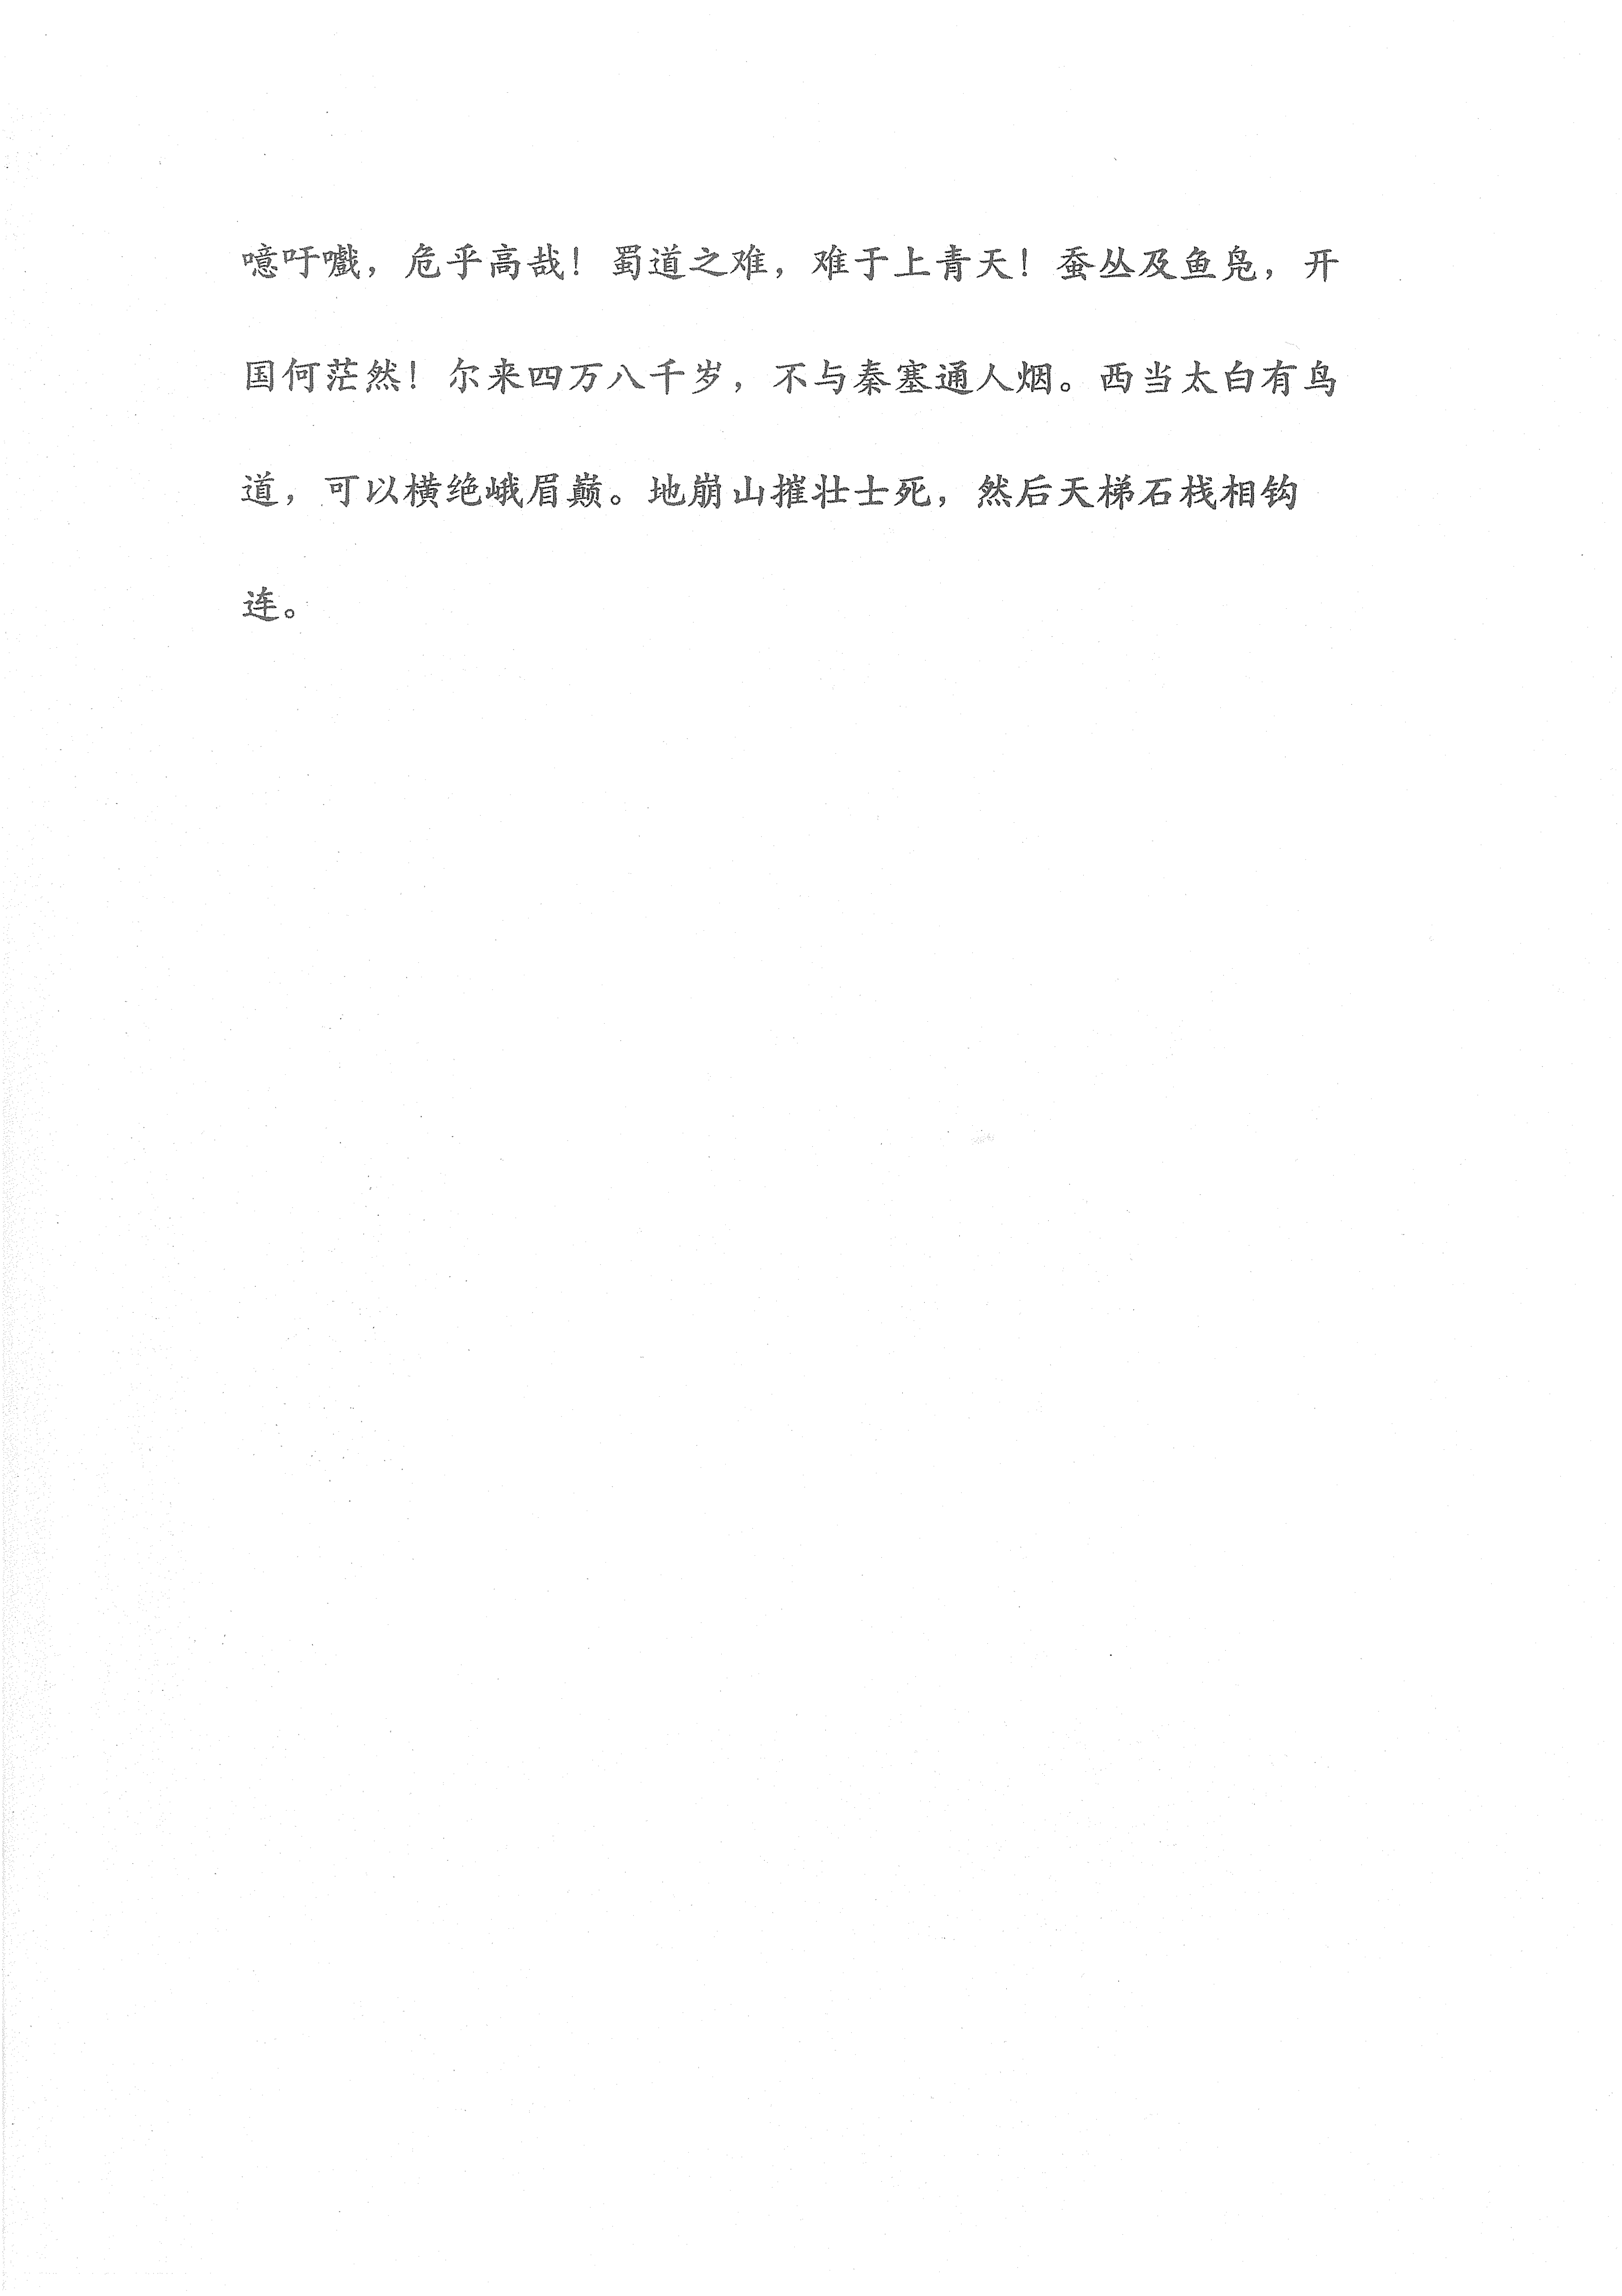 噫吁嚱，危乎高哉！蜀道之难，难于上青天！蚕丛及鱼凫，开
国何茫然！尔来四万八千岁，不与秦塞通人烟。西当太白有鸟
道，可以横绝峨眉巅。地崩山摧壮士死，然后天梯石栈相钩
连。